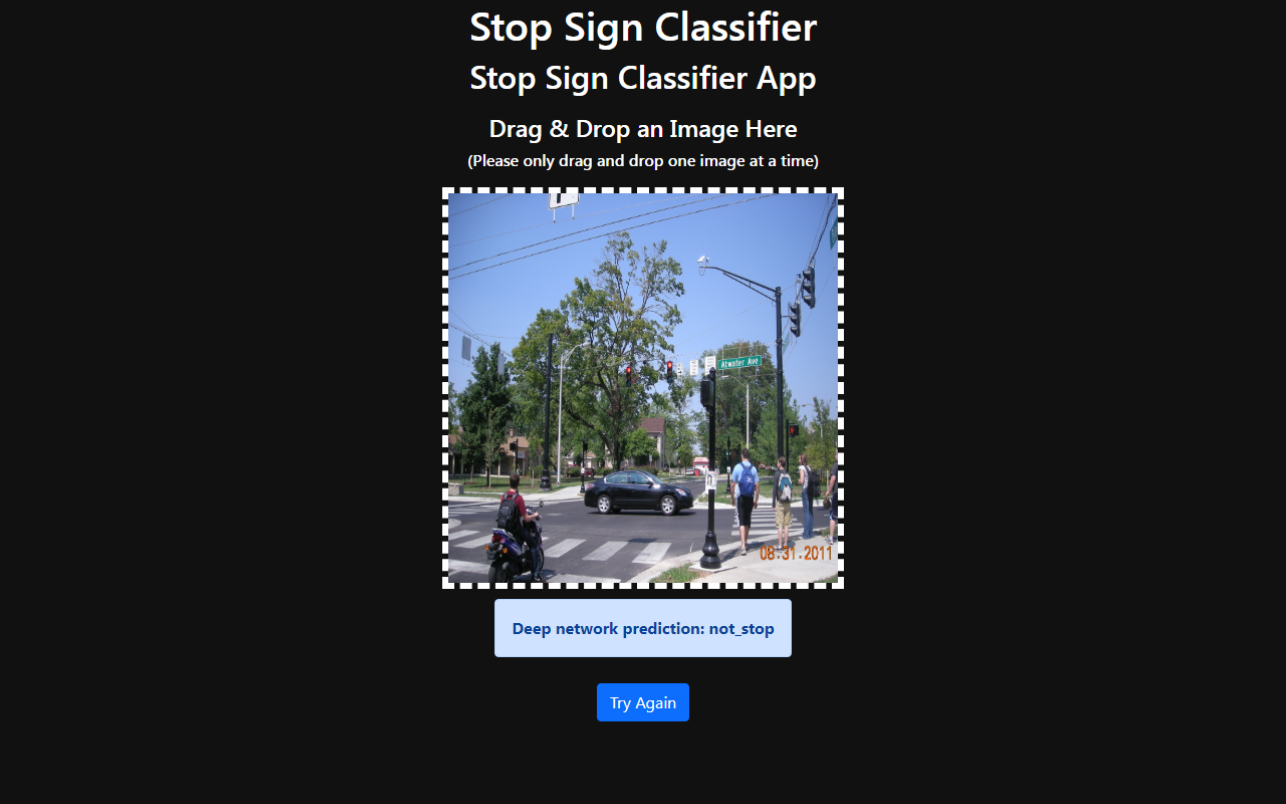 Stop Sign Classifier
Stop Sign Classifier App
Drag & Drop an Image Here
(Please only drag and drop one image at a time)
Atwater Ave
08.31.2011
Deep network prediction: not_stop
Try Again